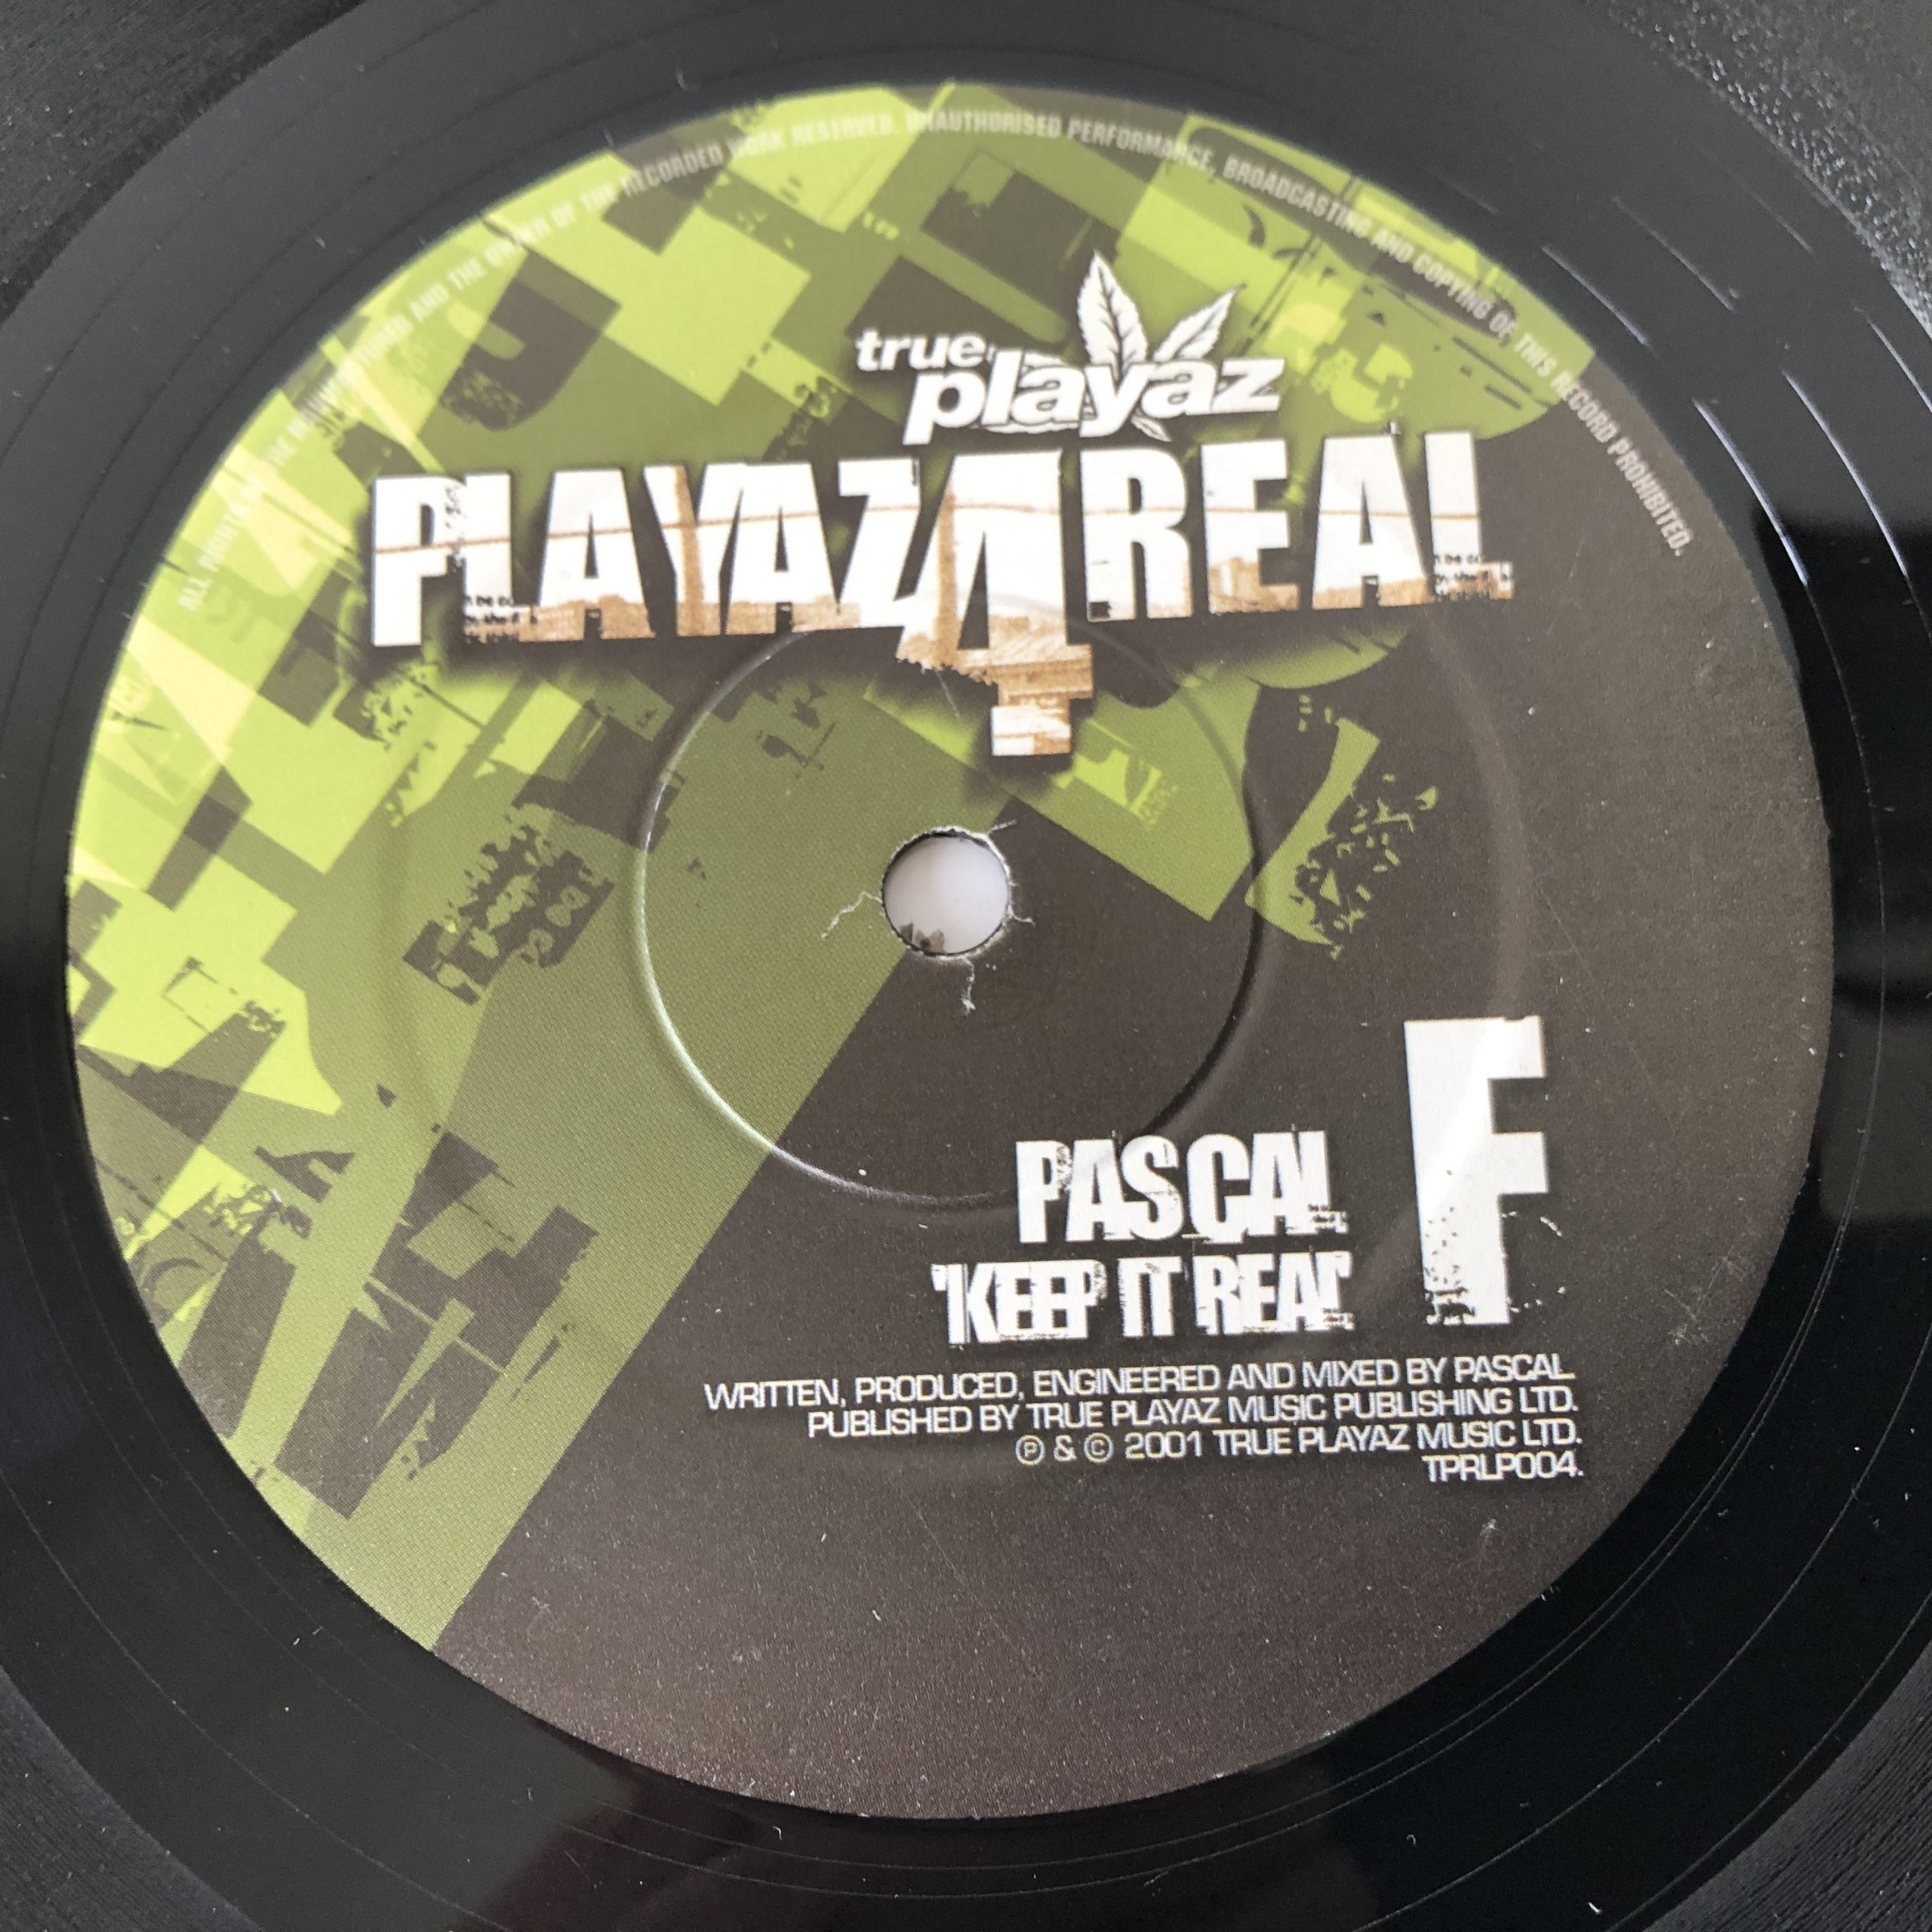 ALL RIGHTS OF THE MANUFACTURER AND THE OWNER OF THE RECORDED WORK RESERVED. UNAUTHORISED PERFORMANCE, BROADCASTING AND COPYING OF THIS RECORD PROHIBITED.
true
playaz
PLAYAZ4REAL
F
PASCAL
'KEEP IT REAL'
WRITTEN, PRODUCED, ENGINEERED AND MIXED BY PASCAL
PUBLISHED BY TRUE PLAYAZ MUSIC PUBLISHING LTD.
℗ & © 2001 TRUE PLAYAZ MUSIC LTD.
TPRLP004.